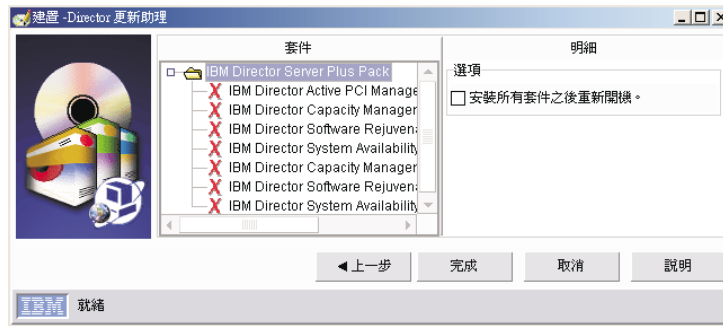 建置 -Director 更新助理
套件
IBM Director Server Plus Pack
IBM Director Active PCI Manage
IBM Director Capacity Manager
IBM Director Software Rejuven
IBM Director System Availability
IBM Director Capacity Manager
IBM Director Software Rejuven
IBM Director System Availability
明細
選項
安裝所有套件之後重新開機。
◀上一步
完成
取消
說明
IBM
就緒